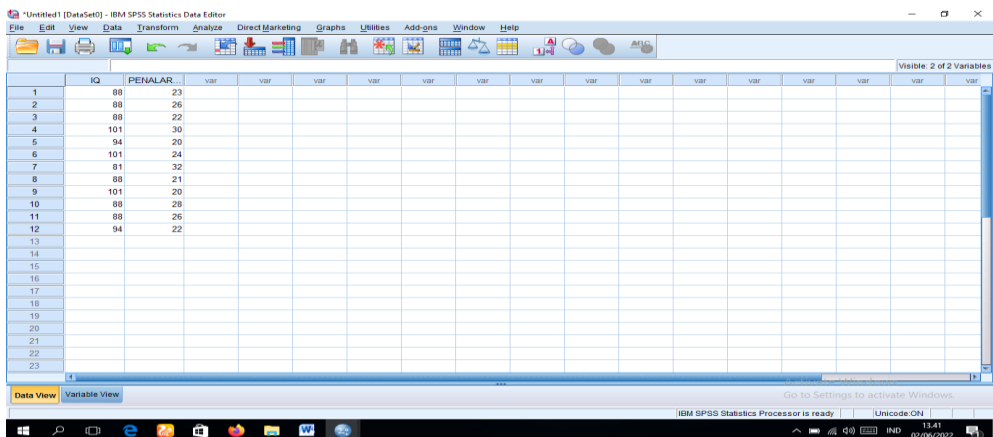 *Untitled1 [DataSet0] - IBM SPSS Statistics Data Editor
File Edit View Data Transform Analyze Direct Marketing Graphs Utilities Add-ons Window Help
Visible: 2 of 2 Variables
IQ PENALAR... var var var var var var var var var var var var var
1 88 23
2 88 26
3 88 22
4 101 30
5 94 20
6 101 24
7 81 32
8 88 21
9 101 20
10 88 28
11 88 26
12 94 22
13
14
15
16
17
18
19
20
21
22
23
Data View Variable View
Go to Settings to activate Windows.
IBM SPSS Statistics Processor is ready Unicode:ON
IND 13.41
02/06/2022